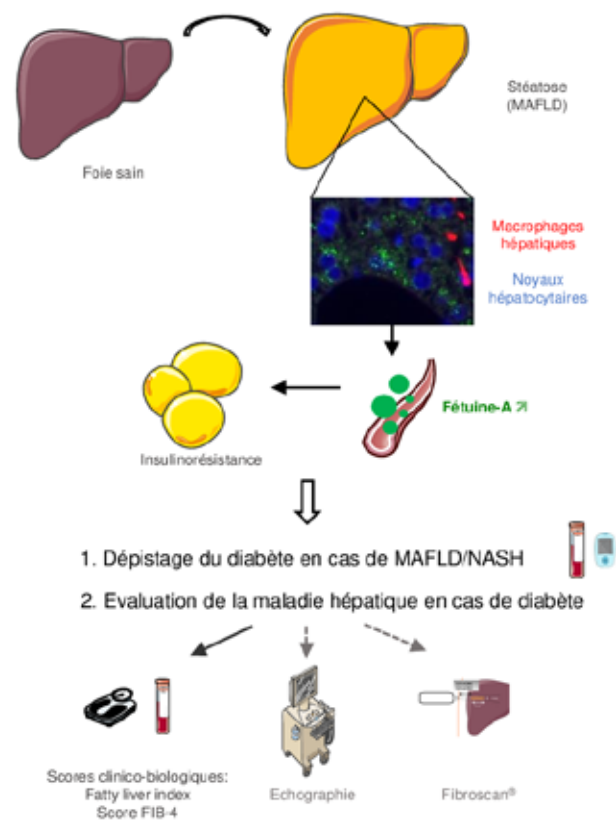 Foie sain
Stéatose
(MAFLD)
Macrophages
hépatiques
Noyaux
hépatocytaires
Fétuine-A ↗
Insulinorésistance
1. Dépistage du diabète en cas de MAFLD/NASH
2. Evaluation de la maladie hépatique en cas de diabète
Scores clinico-biologiques:
Fatty liver index
Score FIB-4
Echographie
Fibroscan®